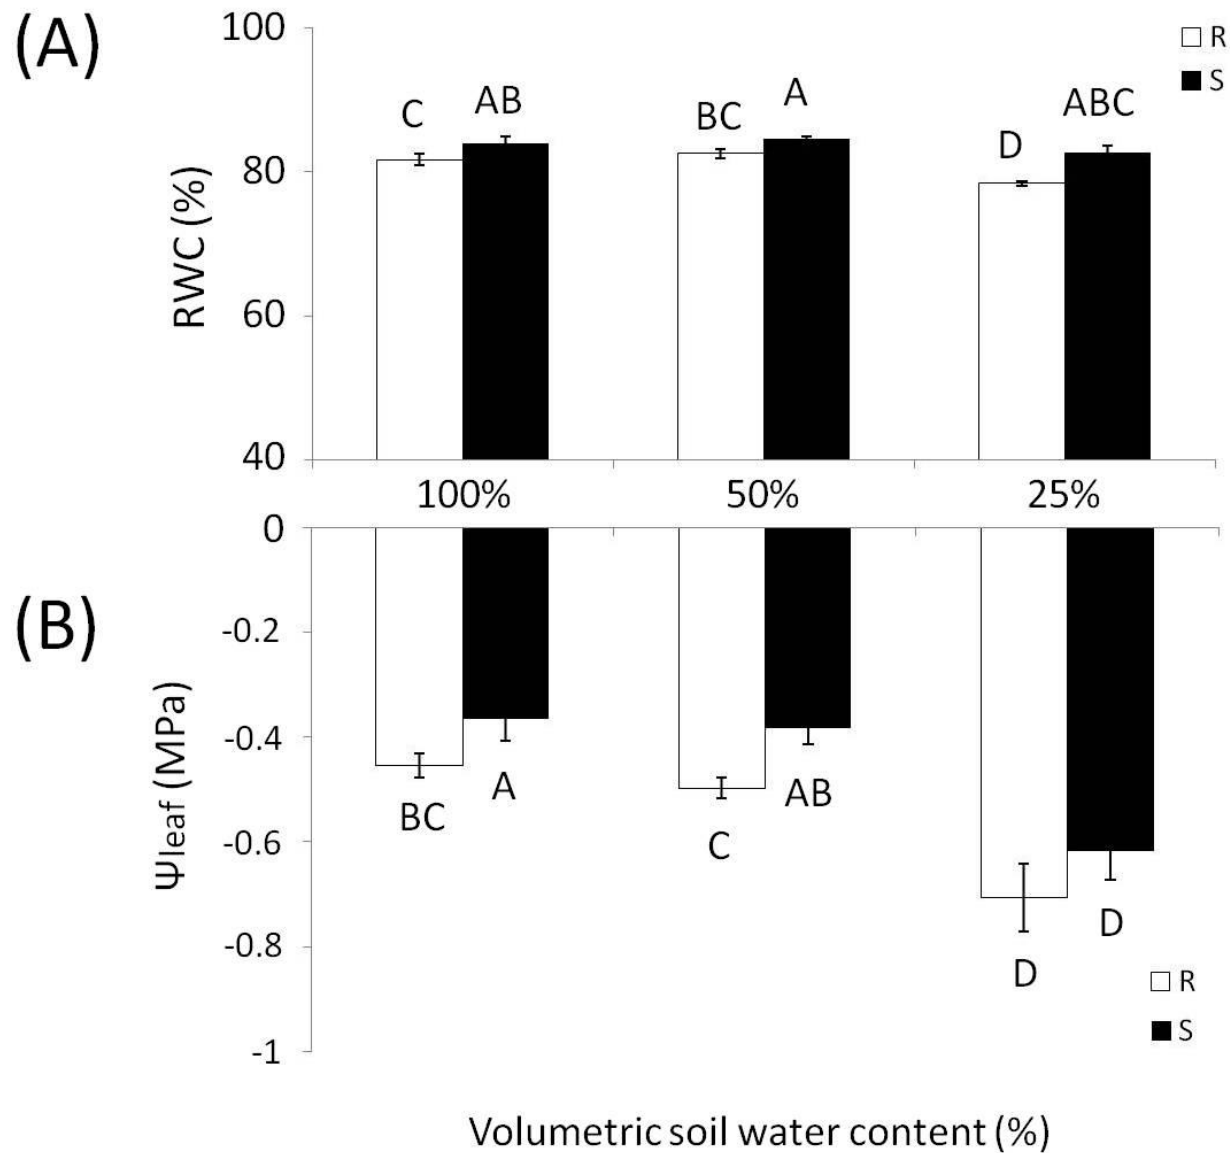 (A)
RWC (%)
100
80
60
40
R
S
C
AB
BC
A
D
ABC
100%
50%
25%
(B)
Ψleaf (MPa)
0
-0.2
-0.4
-0.6
-0.8
-1
BC
A
C
AB
D
D
R
S
Volumetric soil water content (%)